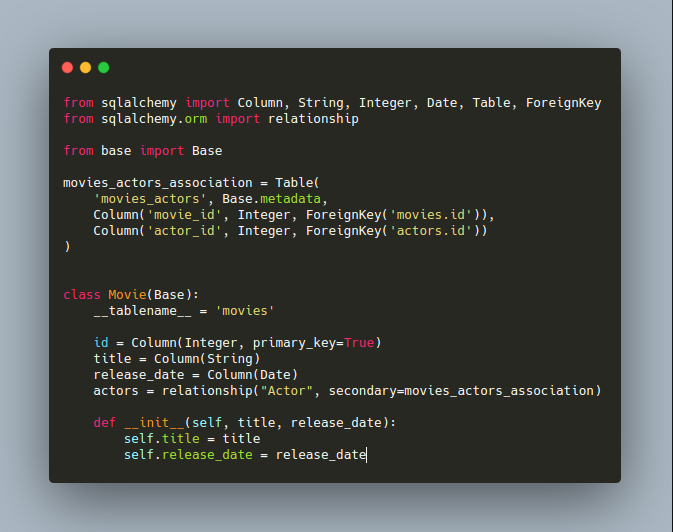 from sqlalchemy import Column, String, Integer, Date, Table, ForeignKey
from sqlalchemy.orm import relationship

from base import Base

movies_actors_association = Table(
    'movies_actors', Base.metadata,
    Column('movie_id', Integer, ForeignKey('movies.id')),
    Column('actor_id', Integer, ForeignKey('actors.id'))
)


class Movie(Base):
    __tablename__ = 'movies'

    id = Column(Integer, primary_key=True)
    title = Column(String)
    release_date = Column(Date)
    actors = relationship("Actor", secondary=movies_actors_association)

    def __init__(self, title, release_date):
        self.title = title
        self.release_date = release_date